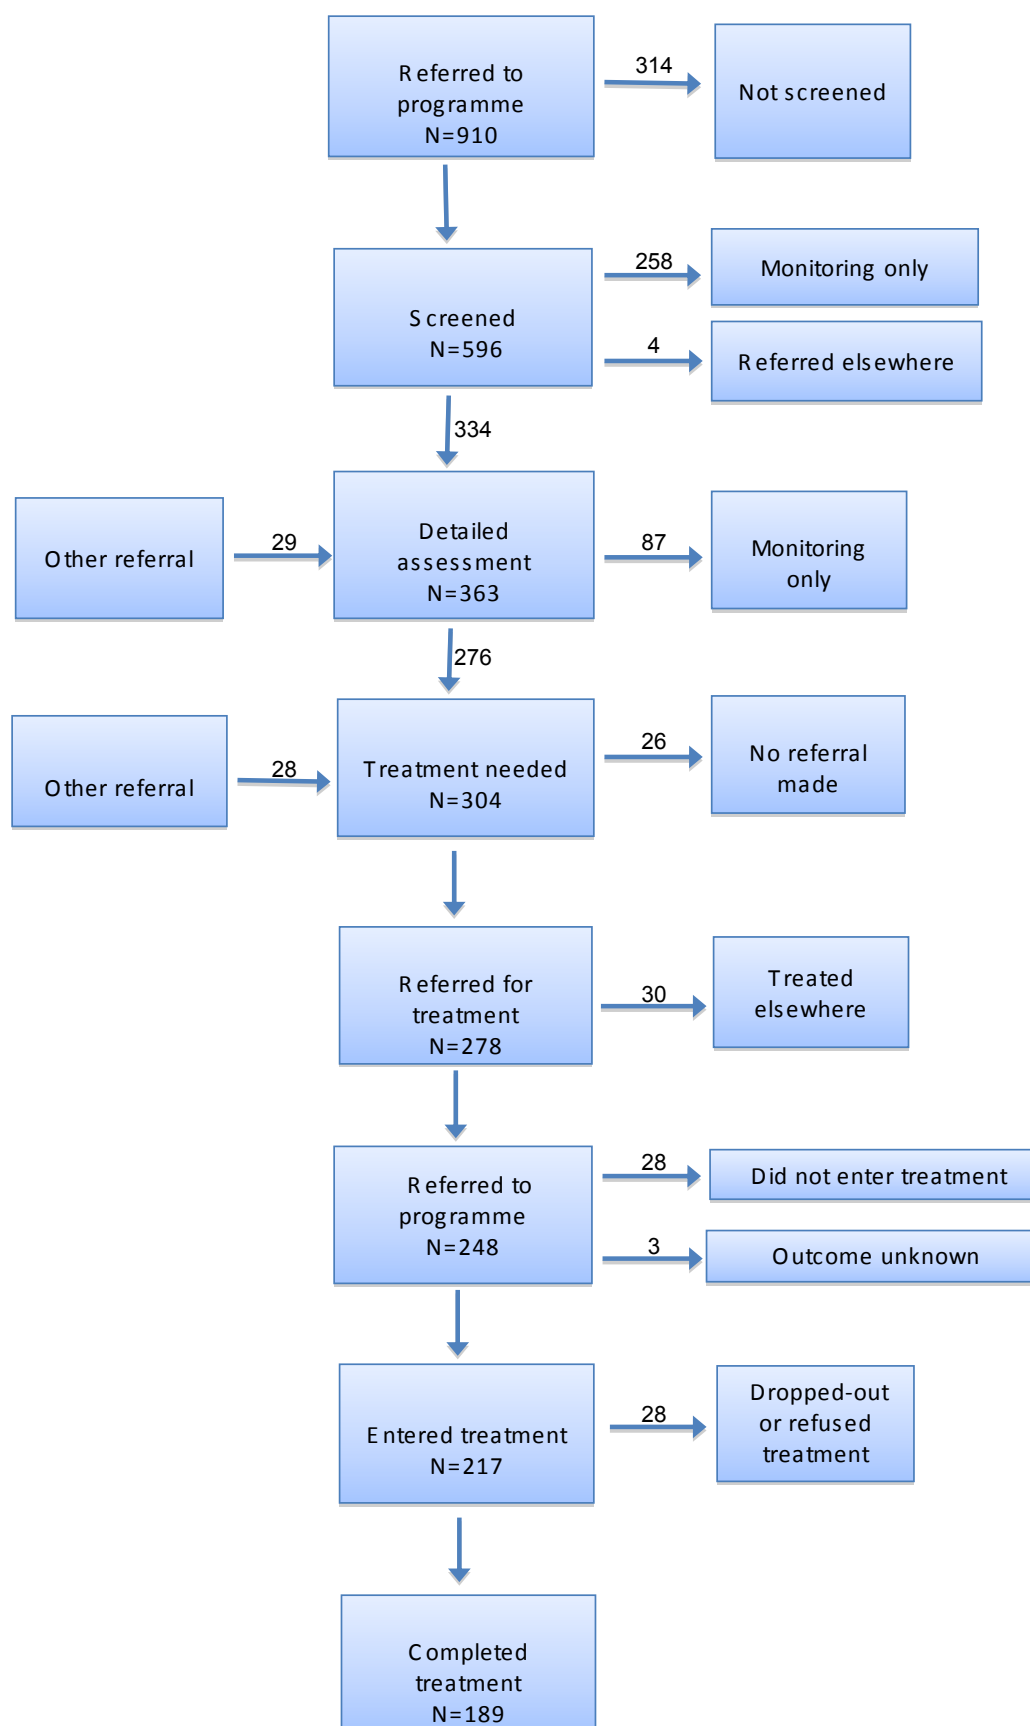 Referred to
programme
N=910
314
Not screened
Screened
N=596
258
Monitoring only
4
Referred elsewhere
334
Other referral
29
Detailed
assessment
N=363
87
Monitoring
only
276
Other referral
28
Treatment needed
N=304
26
No referral
made
Referred for
treatment
N=278
30
Treated
elsewhere
Referred to
programme
N=248
28
Did not enter treatment
3
Outcome unknown
Entered treatment
N=217
28
Dropped-out
or refused
treatment
Completed
treatment
N=189